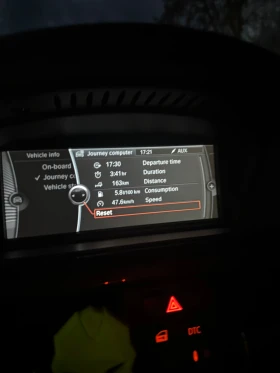 Vehicle info
Journey computer 17:21 AUX
On-board
✓ Journey c
Vehicle s
17:30 Departure time
3:41hr Duration
163km Distance
5.8l/100 km Consumption
47.6km/h Speed
Reset
DTC